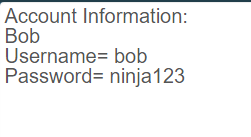 Account Information:
Bob
Username= bob
Password= ninja123